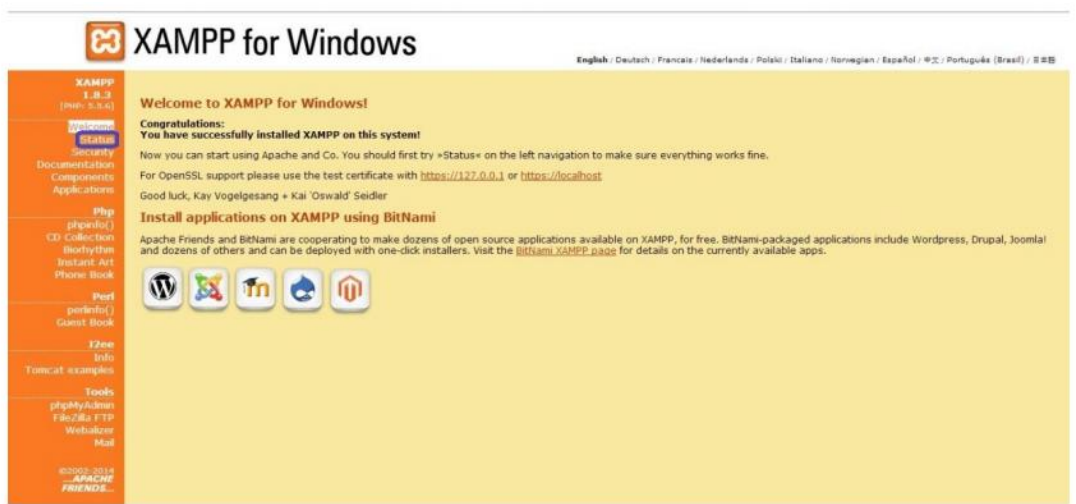 XAMPP for Windows
English / Deutsch / Francais / Nederlands / Polski / Italiano / Norwegian / Español / 中文 / Português (Brasil) / 日本語
XAMPP
1.8.3
[PHP: 5.5.6]
Welcome
Status
Security
Documentation
Components
Applications
Php
phpinfo()
CD Collection
Biorhythm
Instant Art
Phone Book
Perl
perlinfo()
Guest Book
J2ee
Info
Tomcat examples
Tools
phpMyAdmin
FileZilla FTP
Webalizer
Mail
©2002-2014
...APACHE
FRIENDS...
Welcome to XAMPP for Windows!
Congratulations:
You have successfully installed XAMPP on this system!
Now you can start using Apache and Co. You should first try »Status« on the left navigation to make sure everything works fine.
For OpenSSL support please use the test certificate with https://127.0.0.1 or https://localhost
Good luck, Kay Vogelgesang + Kai 'Oswald' Seidler
Install applications on XAMPP using BitNami
Apache Friends and BitNami are cooperating to make dozens of open source applications available on XAMPP, for free. BitNami-packaged applications include Wordpress, Drupal, Joomla!
and dozens of others and can be deployed with one-click installers. Visit the BitNami XAMPP page for details on the currently available apps.